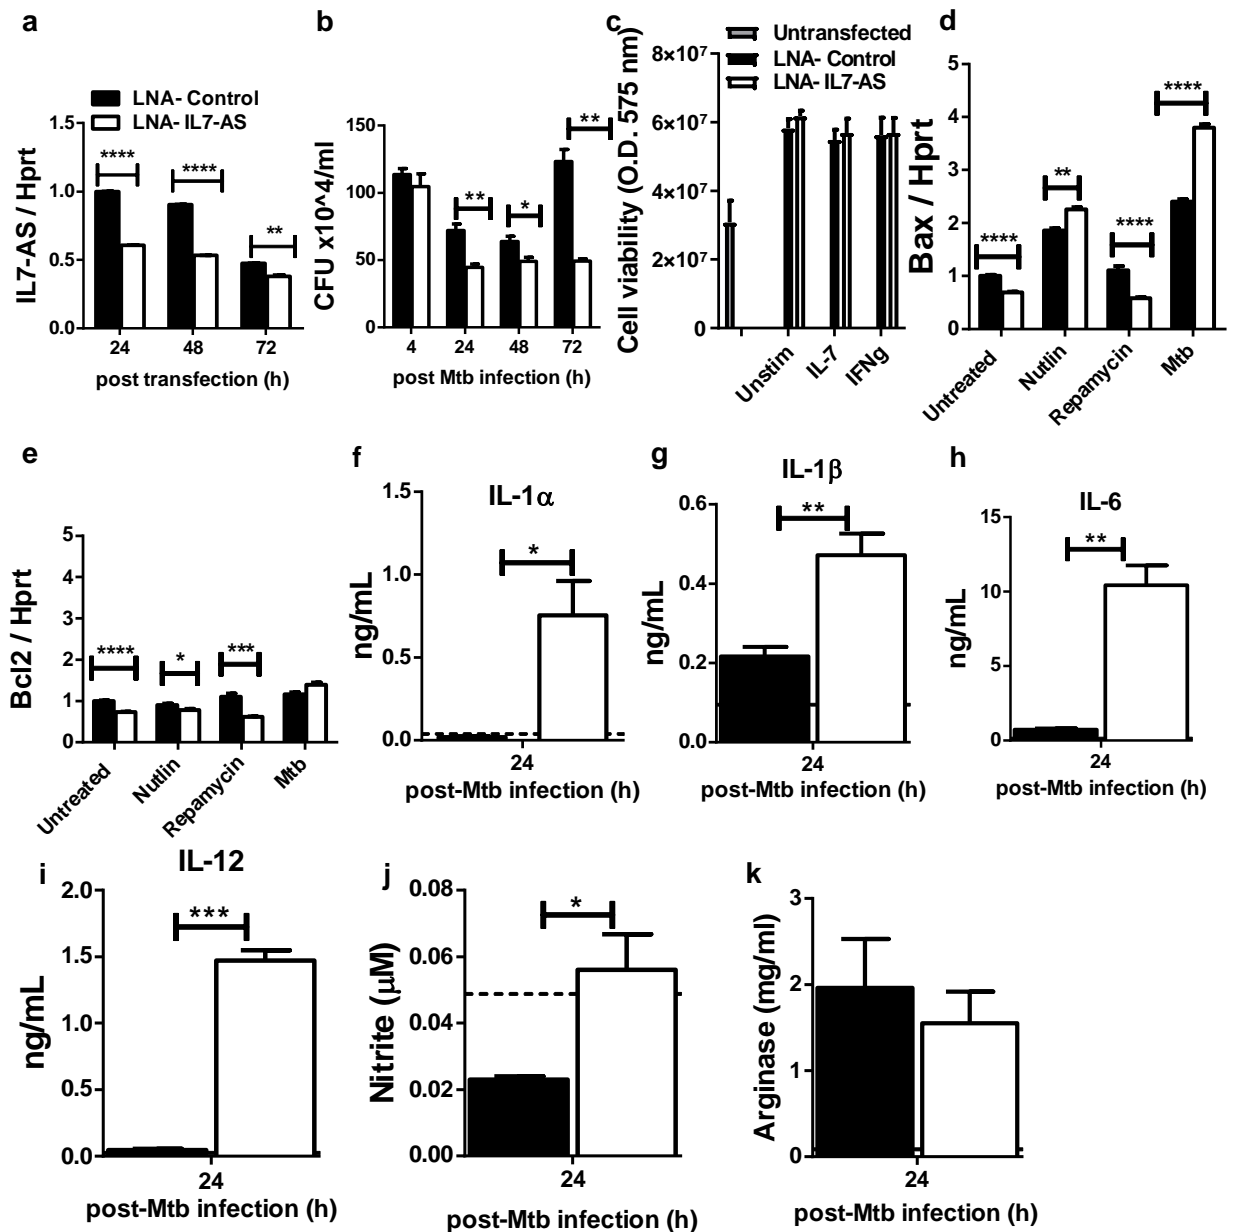 a
LNA- Control
LNA- IL7-AS
IL7-AS / Hprt
1.5
1.0
0.5
0.0
****
****
**
24 48 72
post transfection (h)
b
CFU x10^4/ml
150
100
50
0
**
*
**
4 24 48 72
post Mtb infection (h)
c
Untransfected
LNA- Control
LNA- IL7-AS
Cell viability (O.D. 575 nm)
8×10⁷
6×10⁷
4×10⁷
2×10⁷
0
Unstim IL-7 IFNg
d
Bax / Hprt
5
4
3
2
1
0
****
**
****
****
Untreated Nutlin Repamycin Mtb
e
Bcl2 / Hprt
5
4
3
2
1
0
****
*
***
Untreated Nutlin Repamycin Mtb
f
IL-1α
ng/mL
1.5
1.0
0.5
0.0
*
24
post-Mtb infection (h)
g
IL-1β
ng/mL
0.6
0.4
0.2
0.0
**
24
post-Mtb infection (h)
h
IL-6
ng/mL
15
10
5
0
**
24
post-Mtb infection (h)
i
IL-12
ng/mL
2.0
1.5
1.0
0.5
0.0
***
24
post-Mtb infection (h)
j
Nitrite (μM)
0.08
0.06
0.04
0.02
0.00
*
24
post-Mtb infection (h)
k
Arginase (mg/ml)
3
2
1
0
24
post-Mtb infection (h)